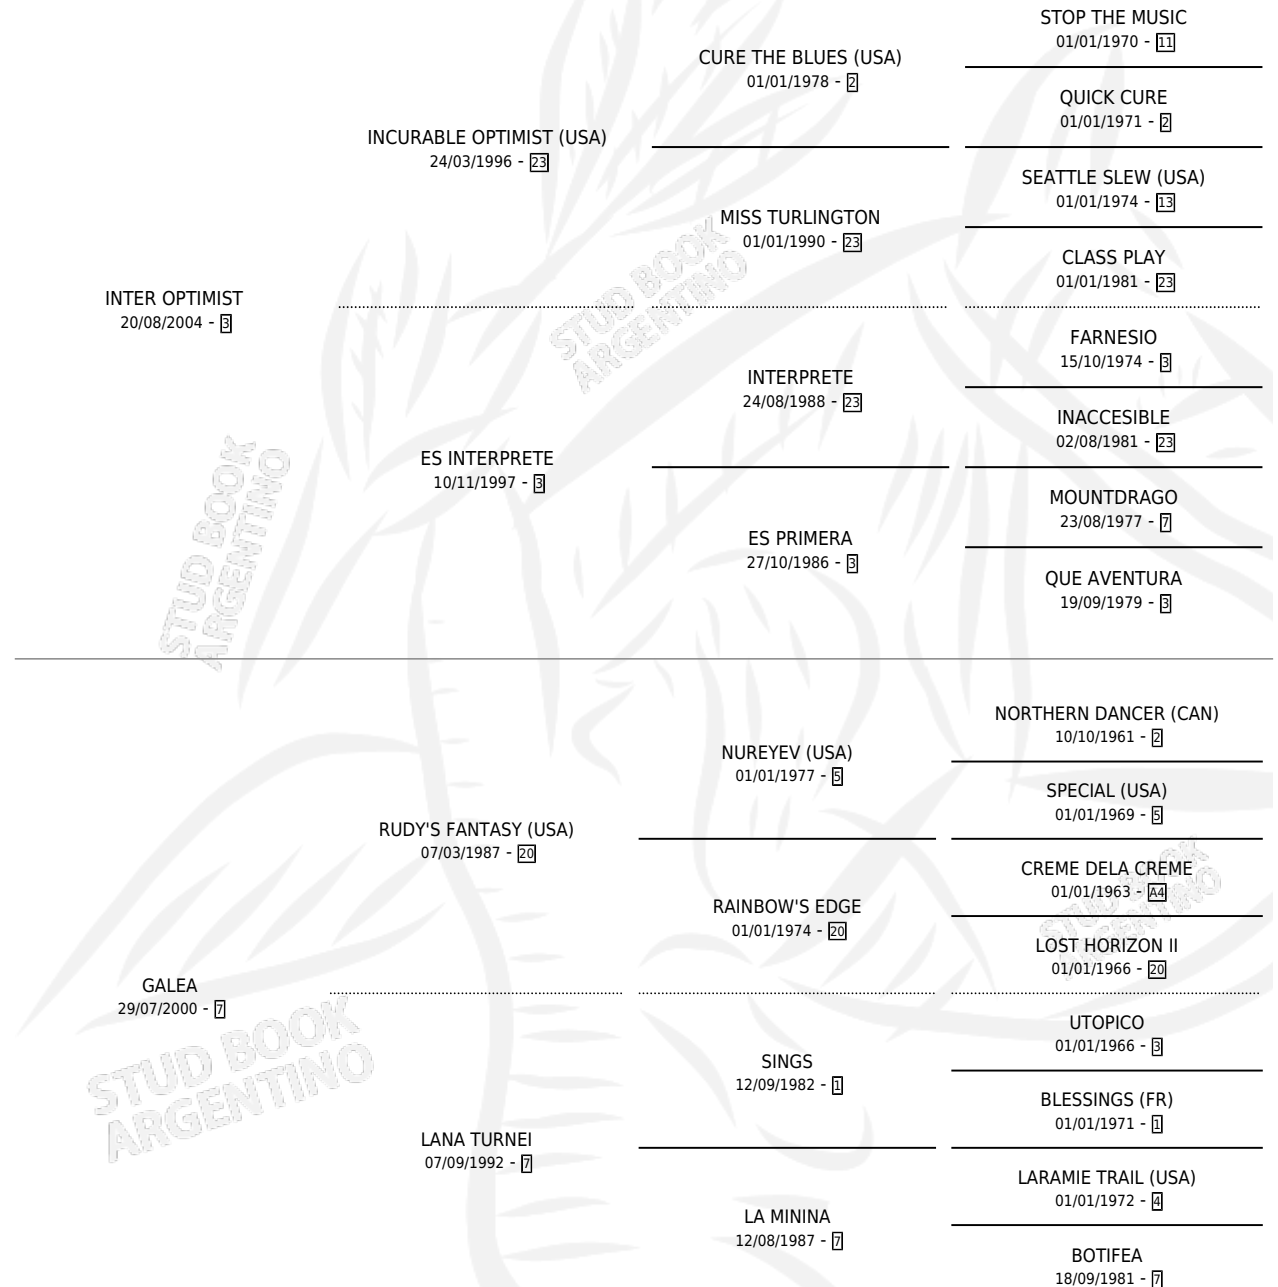 STOP THE MUSIC
01/01/1970 - 11
CURE THE BLUES (USA)
01/01/1978 - 2
QUICK CURE
01/01/1971 - 2
INCURABLE OPTIMIST (USA)
24/03/1996 - 23
SEATTLE SLEW (USA)
01/01/1974 - 13
MISS TURLINGTON
01/01/1990 - 23
CLASS PLAY
01/01/1981 - 23
INTER OPTIMIST
20/08/2004 - 3
FARNESIO
15/10/1974 - 3
INTERPRETE
24/08/1988 - 23
INACCESIBLE
02/08/1981 - 23
ES INTERPRETE
10/11/1997 - 3
MOUNTDRAGO
23/08/1977 - 7
ES PRIMERA
27/10/1986 - 3
QUE AVENTURA
19/09/1979 - 3
NORTHERN DANCER (CAN)
10/10/1961 - 2
NUREYEV (USA)
01/01/1977 - 5
SPECIAL (USA)
01/01/1969 - 5
RUDY'S FANTASY (USA)
07/03/1987 - 20
CREME DELA CREME
01/01/1963 - A4
RAINBOW'S EDGE
01/01/1974 - 20
LOST HORIZON II
01/01/1966 - 20
GALEA
29/07/2000 - 7
UTOPICO
01/01/1966 - 3
SINGS
12/09/1982 - 1
BLESSINGS (FR)
01/01/1971 - 1
LANA TURNEI
07/09/1992 - 7
LARAMIE TRAIL (USA)
01/01/1972 - 4
LA MININA
12/08/1987 - 7
BOTIFEA
18/09/1981 - 7
STUD BOOK
ARGENTINO
STUD BOOK
ARGENTINO
STUD BOOK
ARGENTINO
STUD BOOK
ARGENTINO